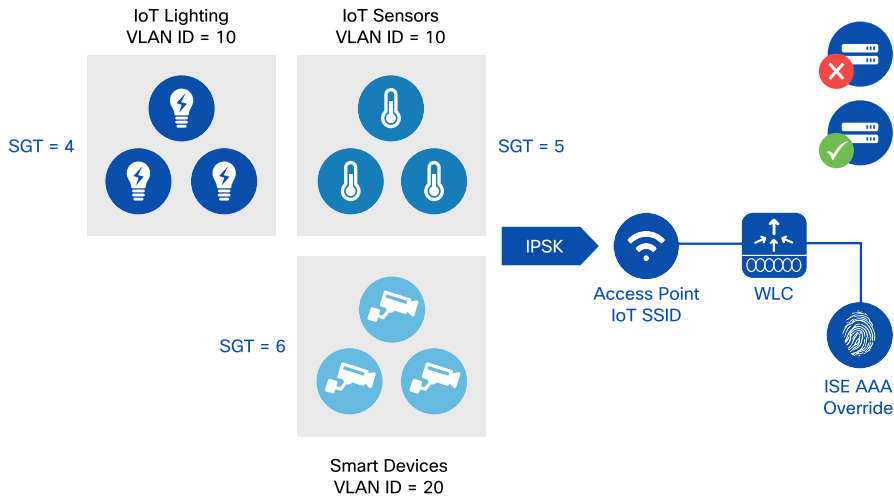 IoT Lighting
VLAN ID = 10
IoT Sensors
VLAN ID = 10
SGT = 4
SGT = 5
IPSK
Access Point
IoT SSID
WLC
SGT = 6
ISE AAA
Override
Smart Devices
VLAN ID = 20